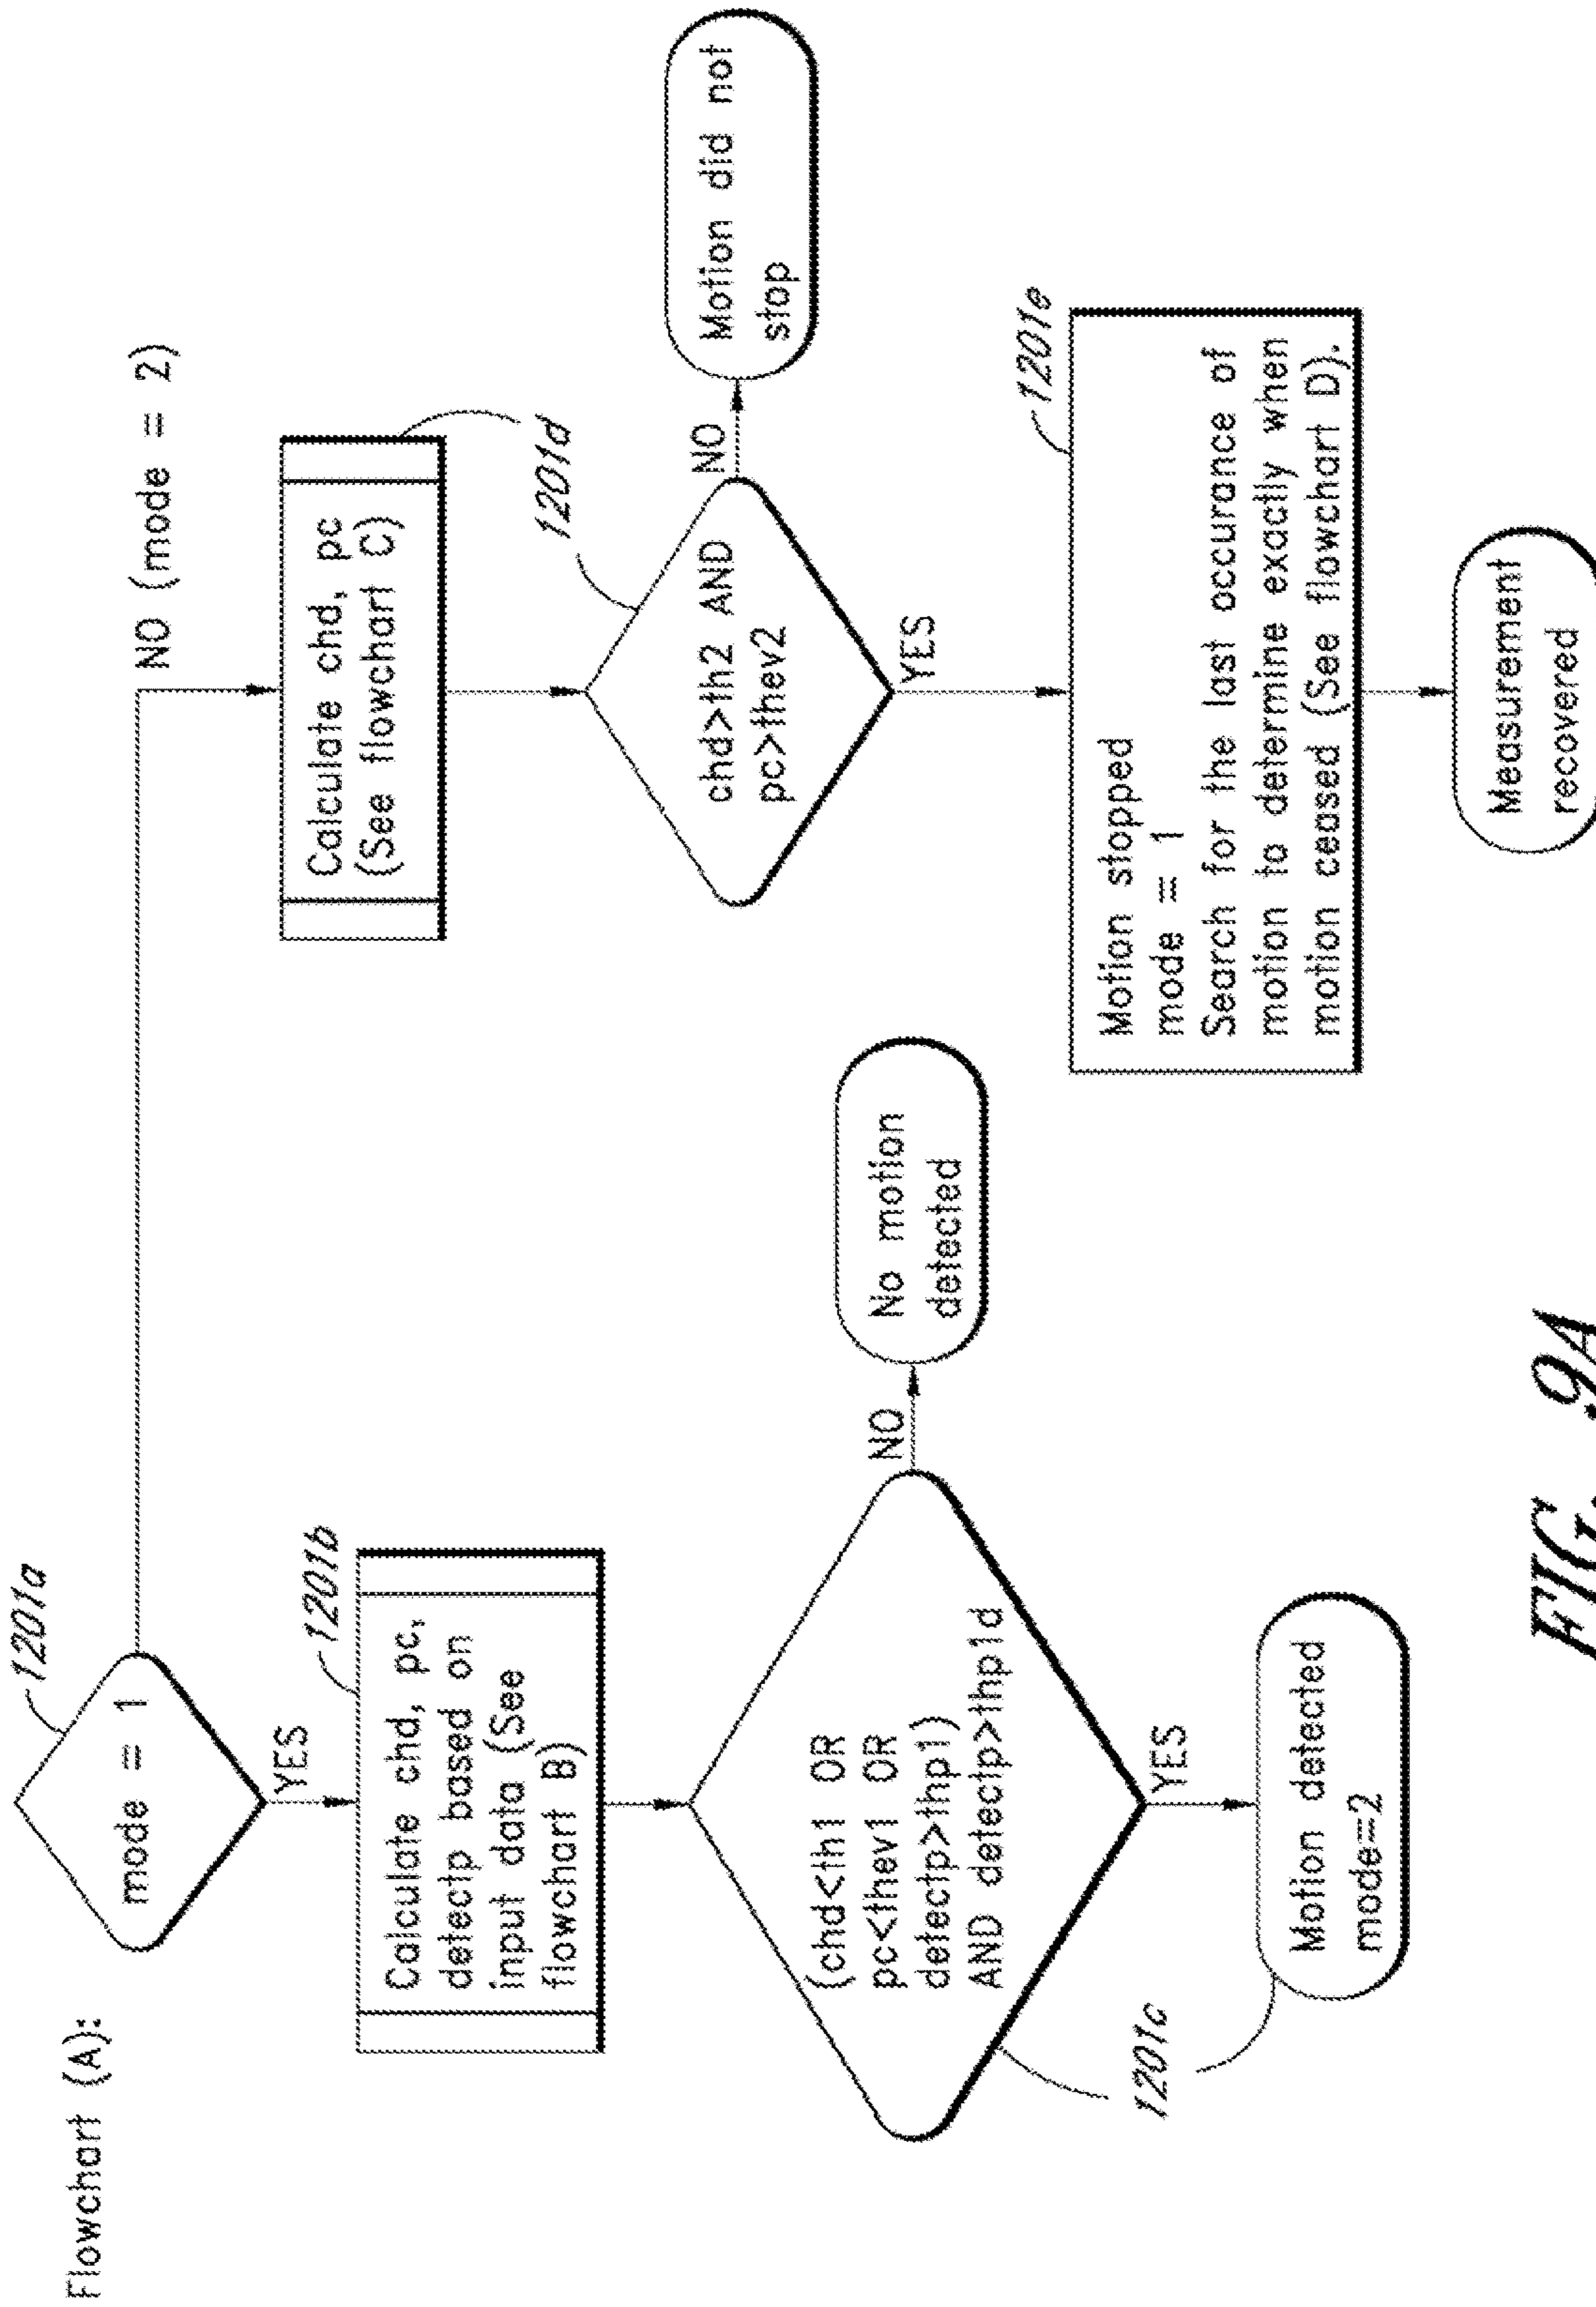 Flowchart (A):
1201a
mode = 1
NO (mode = 2)
YES
1201b
Calculate chd, pc,
detectp based on
input data (See
flowchart B)
(chd<th1 OR
pc<thev1 OR
detectp>thp1)
AND detectp>thp1d
NO
No motion
detected
1201c
YES
Motion detected
mode=2
Calculate chd, pc
(See flowchart C)
1201d
chd>th2 AND
pc>thev2
NO
Motion did not
stop
YES
1201e
Motion stopped
mode = 1
Search for the last occurance of
motion to determine exactly when
motion ceased (See flowchart D).
Measurement
recovered
FIG. 9A